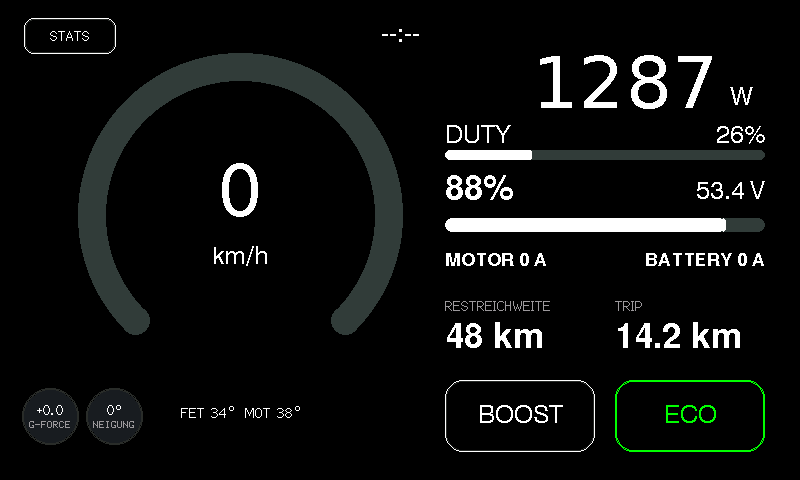 STATS
--:--
1287 W
DUTY 26%
88% 53.4 V
0
km/h
MOTOR 0 A BATTERY 0 A
RESTREICHWEITE TRIP
48 km 14.2 km
+0.0
G-FORCE
0°
NEIGUNG
FET 34° MOT 38°
BOOST ECO